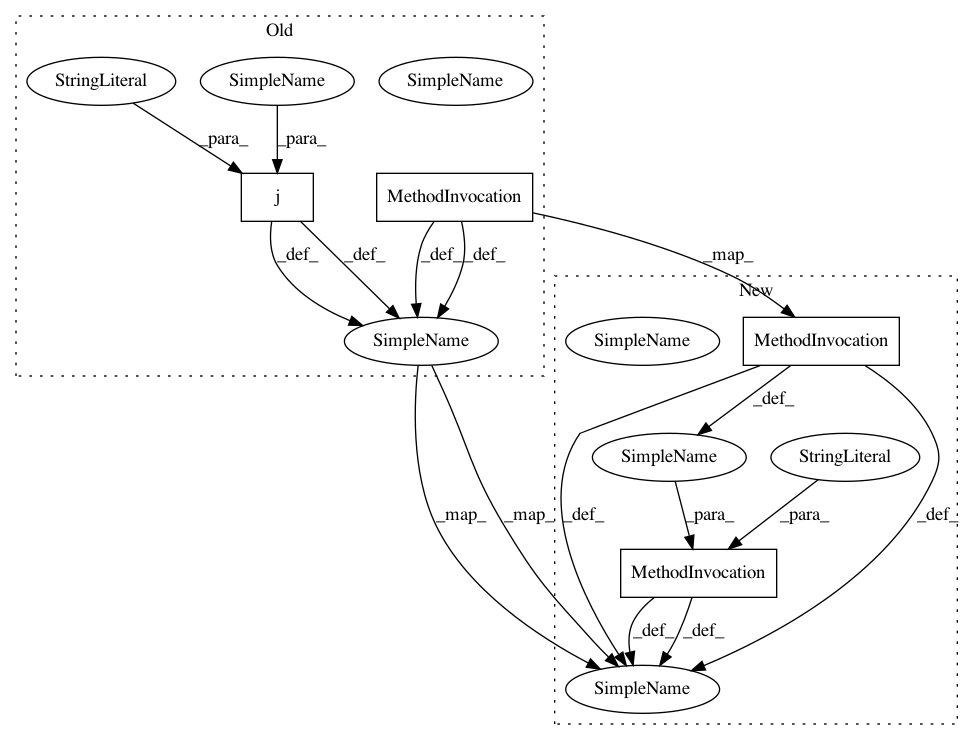 Old
StringLiteral
SimpleName
SimpleName
_para_
_para_
j
MethodInvocation
_def_
_def_
_def_
_def_
_map_
New
SimpleName
SimpleName
MethodInvocation
_def_
SimpleName
StringLiteral
_map_
_map_
_def_
_para_
_para_
_def_
MethodInvocation
_def_
_def_
SimpleName